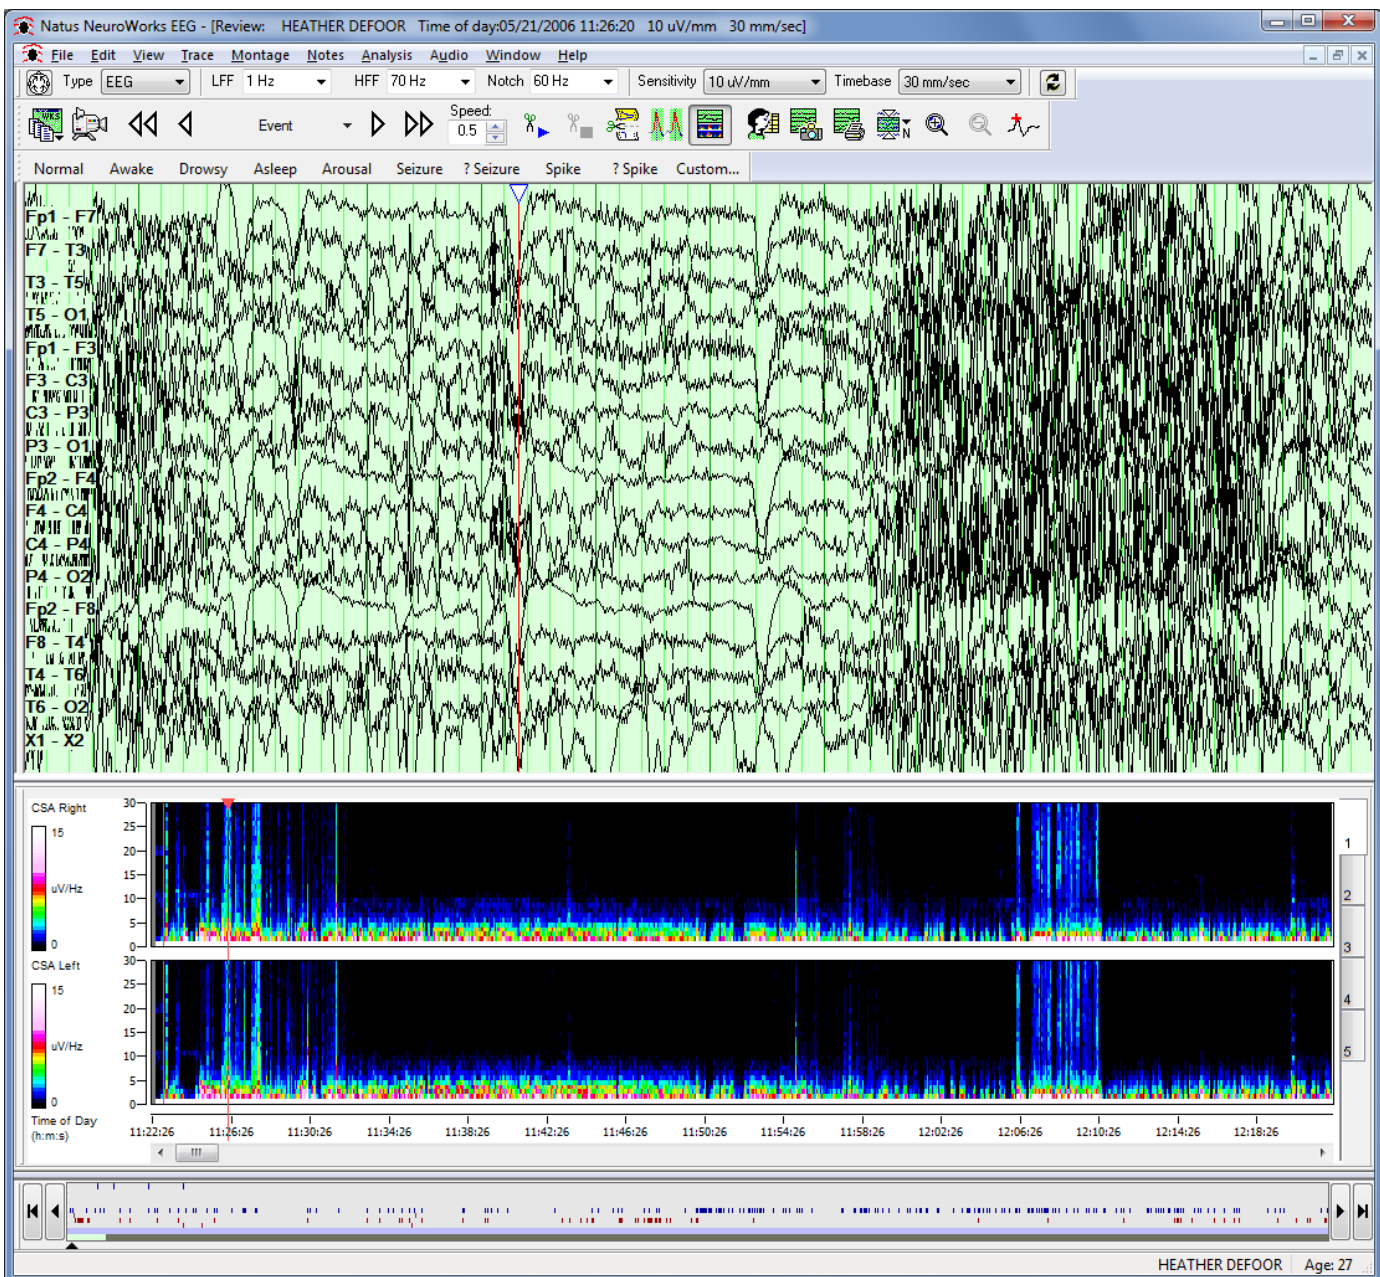 Natus NeuroWorks EEG - [Review: HEATHER DEFOOR Time of day:05/21/2006 11:26:20 10 uV/mm 30 mm/sec]
File Edit View Trace Montage Notes Analysis Audio Window Help
Type EEG LFF 1 Hz HFF 70 Hz Notch 60 Hz Sensitivity 10 uV/mm Timebase 30 mm/sec
WKS Event Speed: 0.5 N
Normal Awake Drowsy Asleep Arousal Seizure ? Seizure Spike ? Spike Custom...
Fp1 - F7
F7 - T3
T3 - T5
T5 - O1
Fp1 - F3
F3 - C3
C3 - P3
P3 - O1
Fp2 - F4
F4 - C4
C4 - P4
P4 - O2
Fp2 - F8
F8 - T4
T4 - T6
T6 - O2
X1 - X2
CSA Right
15
uV/Hz
0
30
25
20
15
10
5
0
CSA Left
15
uV/Hz
0
30
25
20
15
10
5
0
1
2
3
4
5
Time of Day
(h:m:s)
11:22:26 11:26:26 11:30:26 11:34:26 11:38:26 11:42:26 11:46:26 11:50:26 11:54:26 11:58:26 12:02:26 12:06:26 12:10:26 12:14:26 12:18:26
HEATHER DEFOOR Age: 27